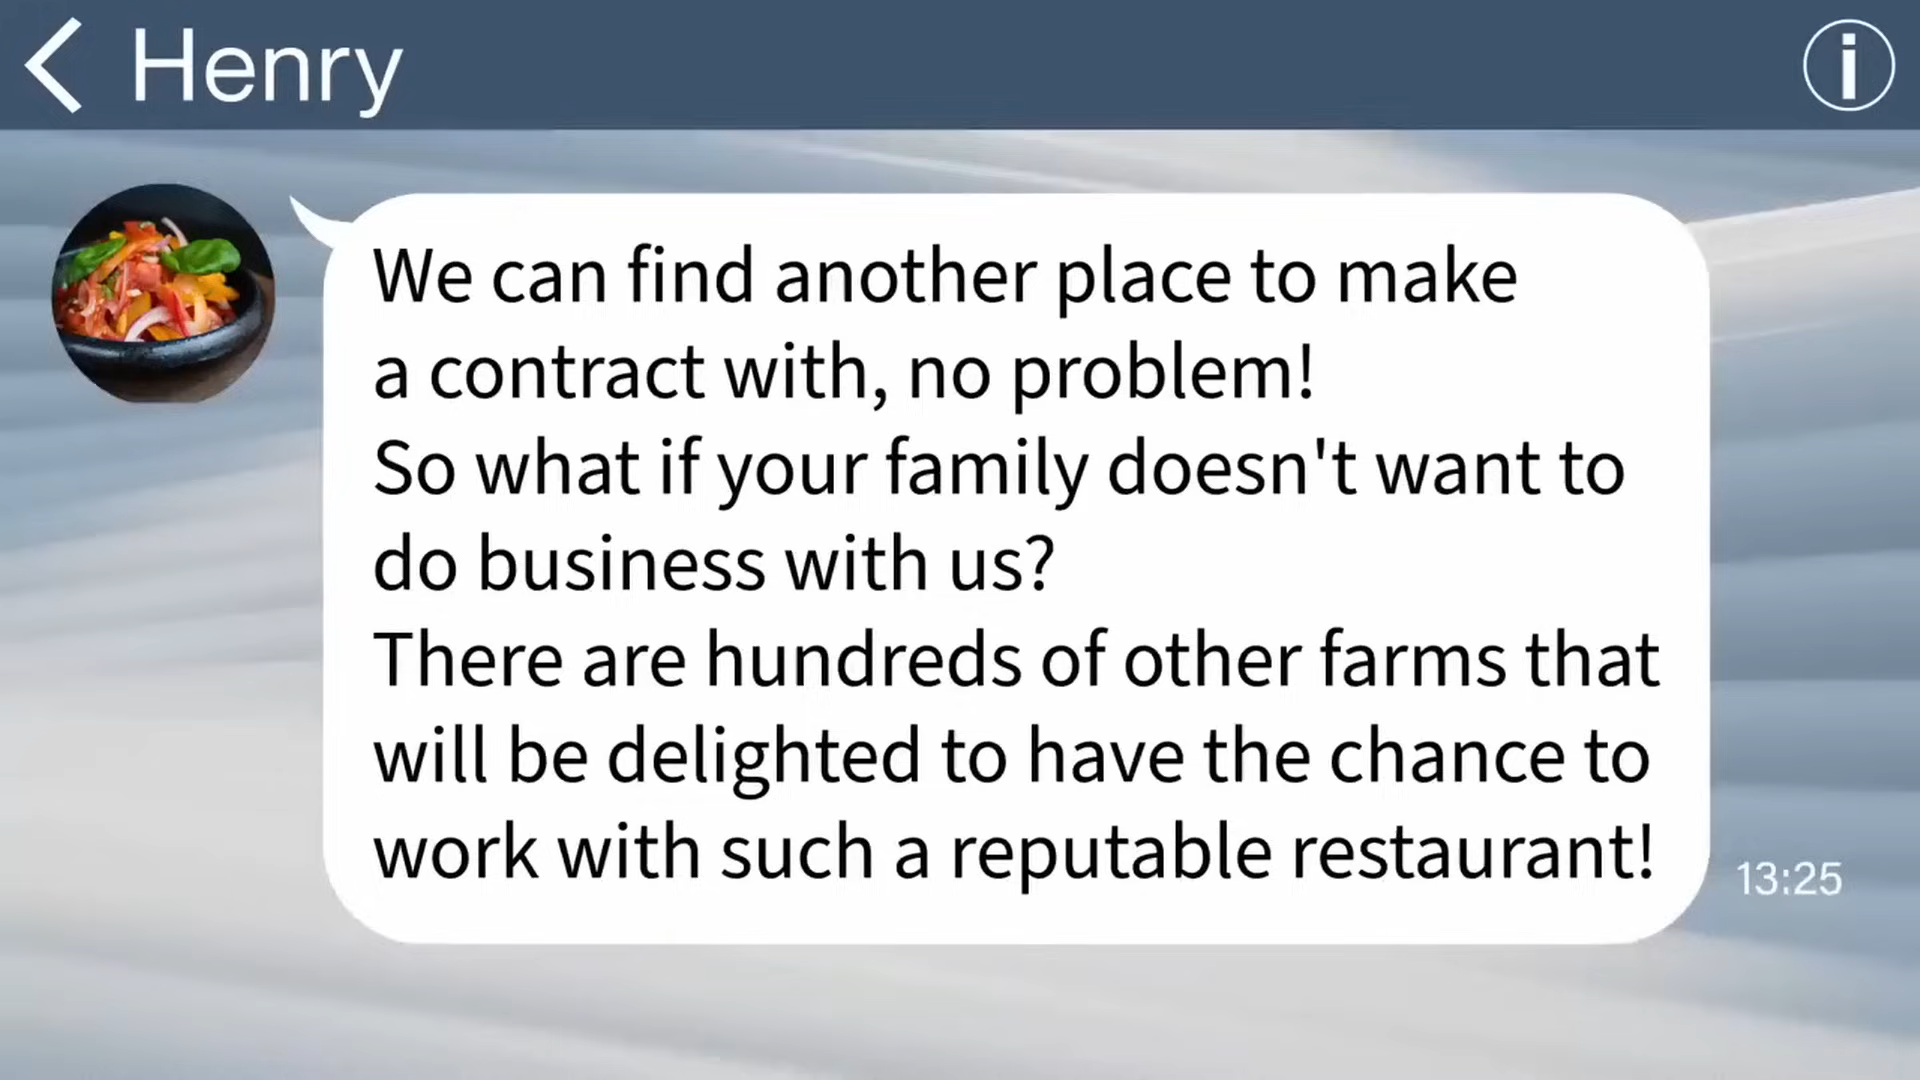 Henry
We can find another place to make
a contract with, no problem!
So what if your family doesn't want to
do business with us?
There are hundreds of other farms that
will be delighted to have the chance to
work with such a reputable restaurant!
13:25